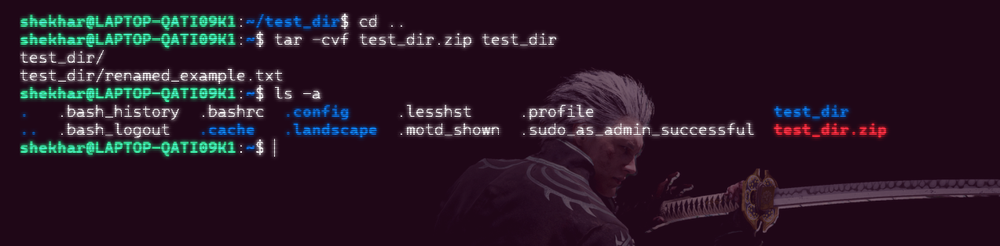 shekhar@LAPTOP-QATI09K1:~/test_dir$ cd ..
shekhar@LAPTOP-QATI09K1:~$ tar -cvf test_dir.zip test_dir
test_dir/
test_dir/renamed_example.txt
shekhar@LAPTOP-QATI09K1:~$ ls -a
. .bash_history .bashrc .config .lesshst .profile test_dir
.. .bash_logout .cache .landscape .motd_shown .sudo_as_admin_successful test_dir.zip
shekhar@LAPTOP-QATI09K1:~$